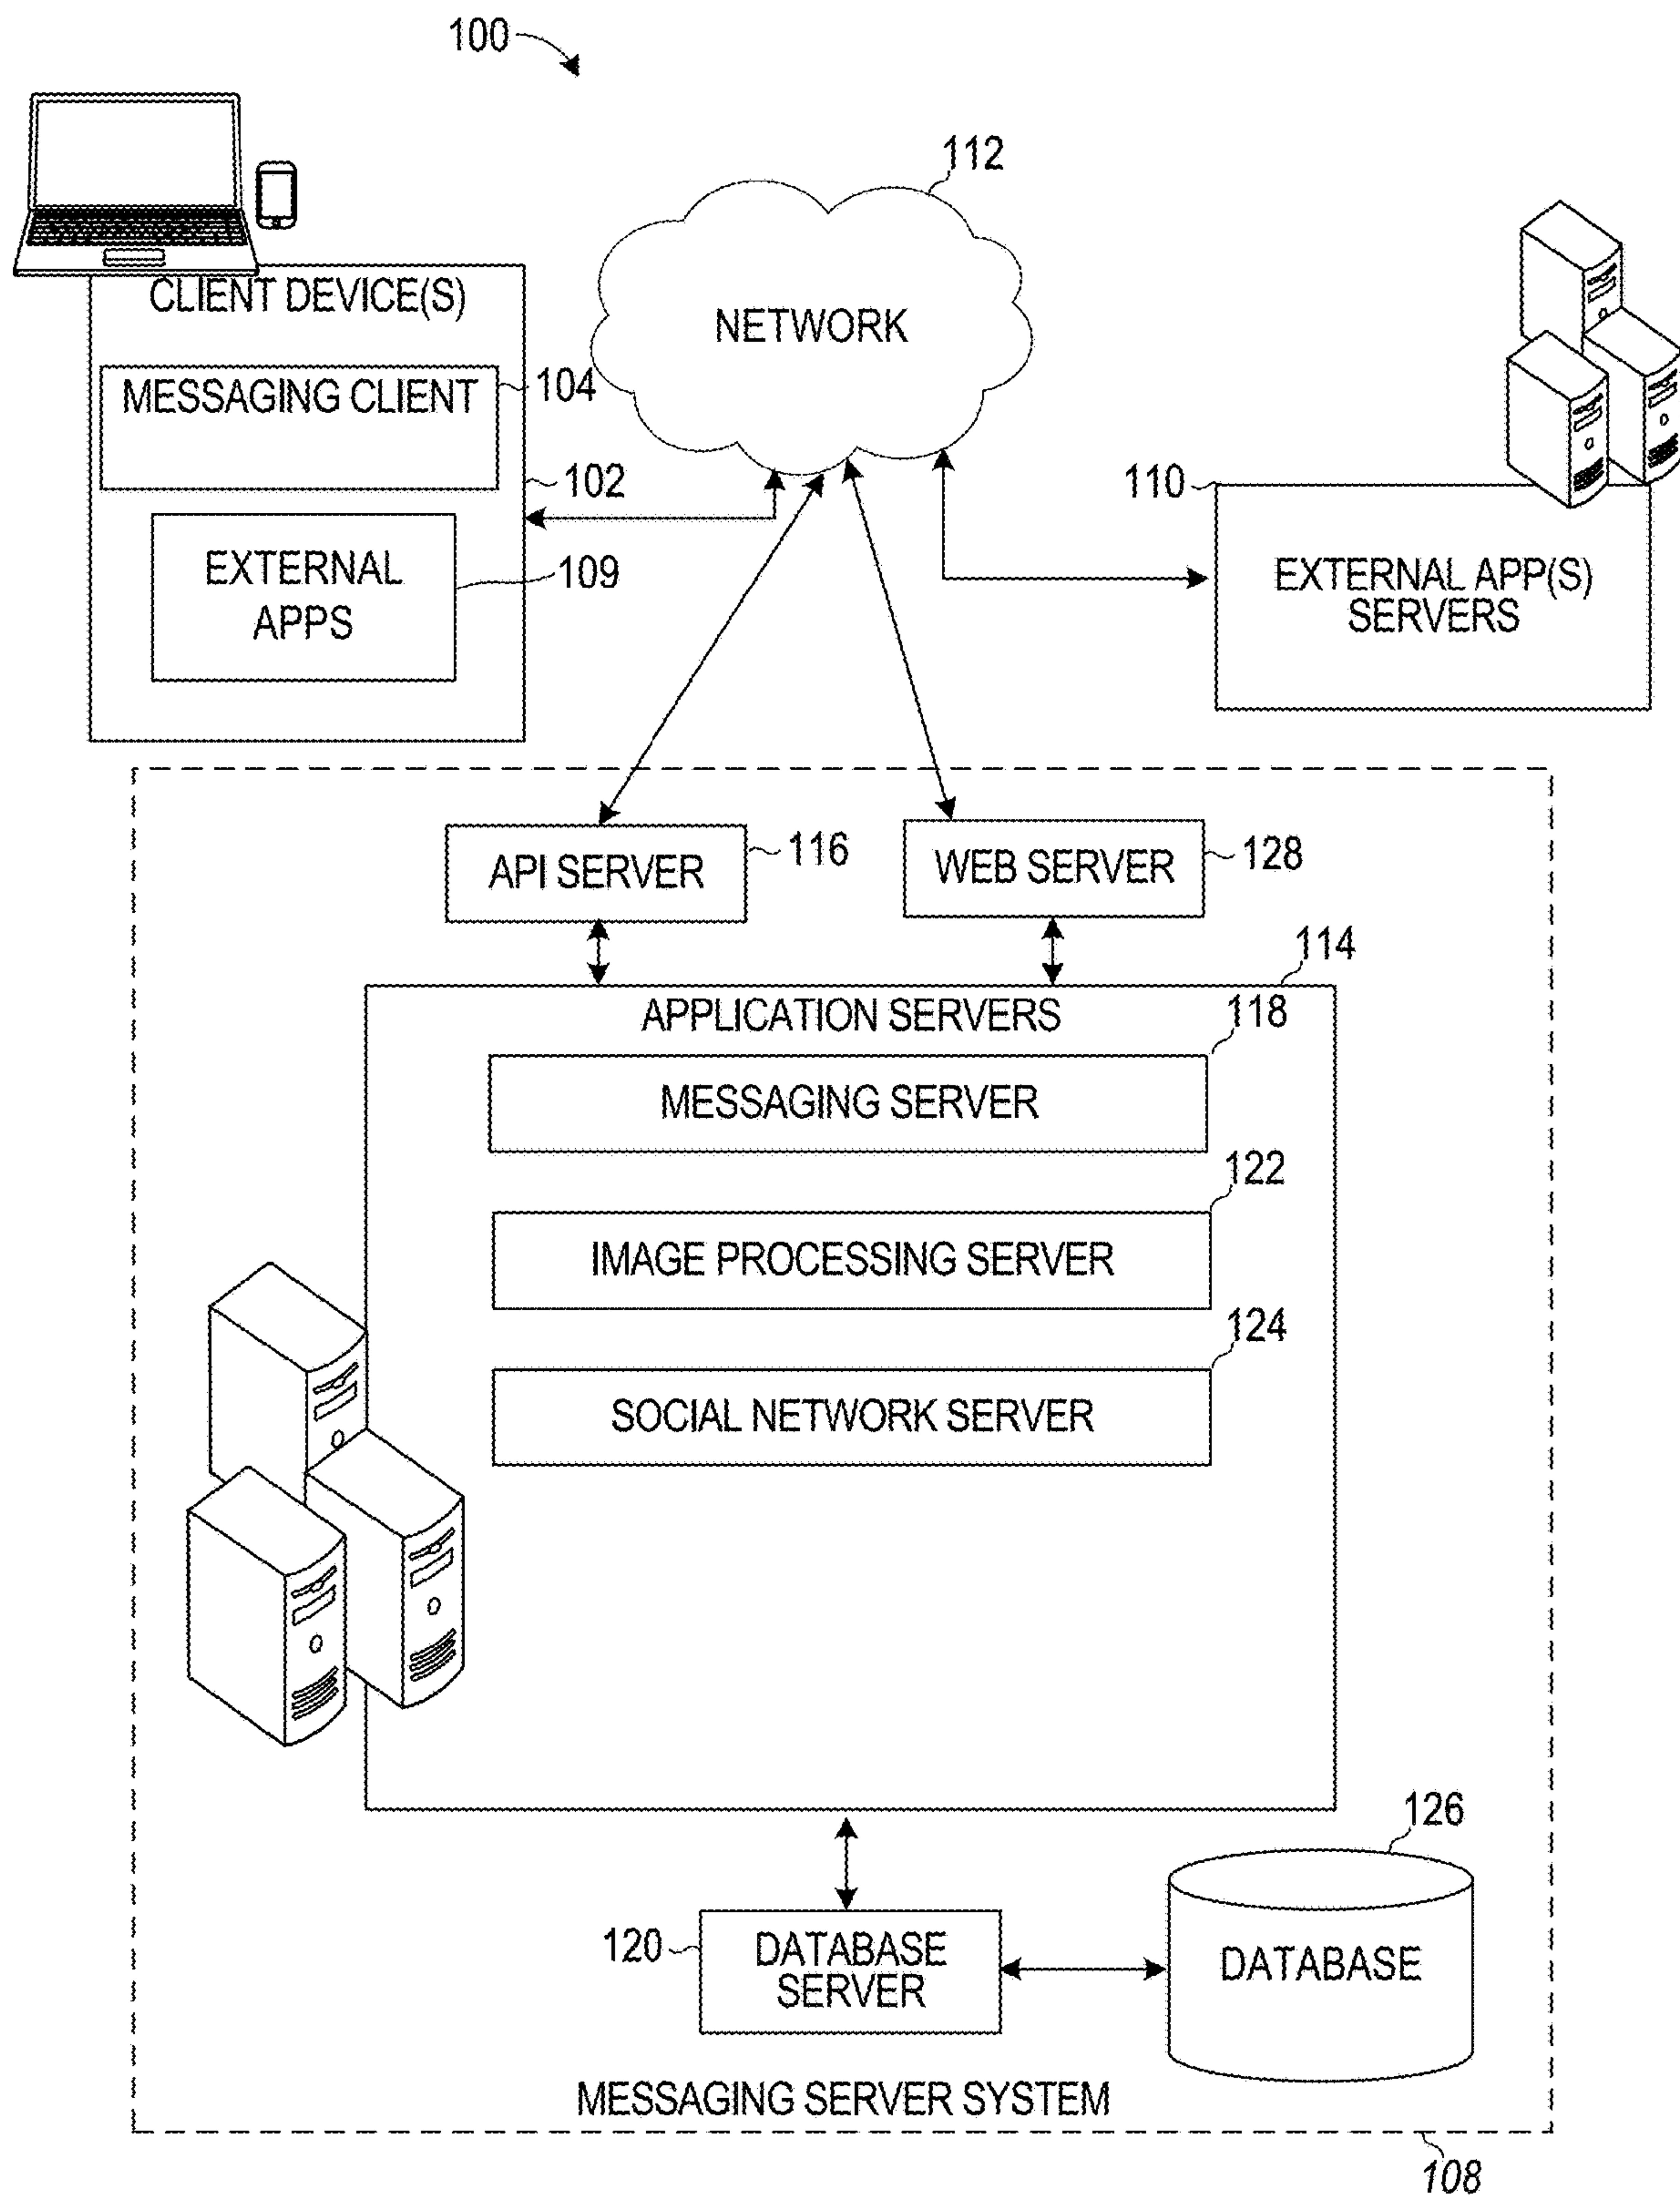 100
112
CLIENT DEVICE(S)
NETWORK
MESSAGING CLIENT
104
102
110
EXTERNAL
APPS
109
EXTERNAL APP(S)
SERVERS
API SERVER
116
WEB SERVER
128
114
APPLICATION SERVERS
118
MESSAGING SERVER
122
IMAGE PROCESSING SERVER
124
SOCIAL NETWORK SERVER
126
120
DATABASE
SERVER
DATABASE
MESSAGING SERVER SYSTEM
108